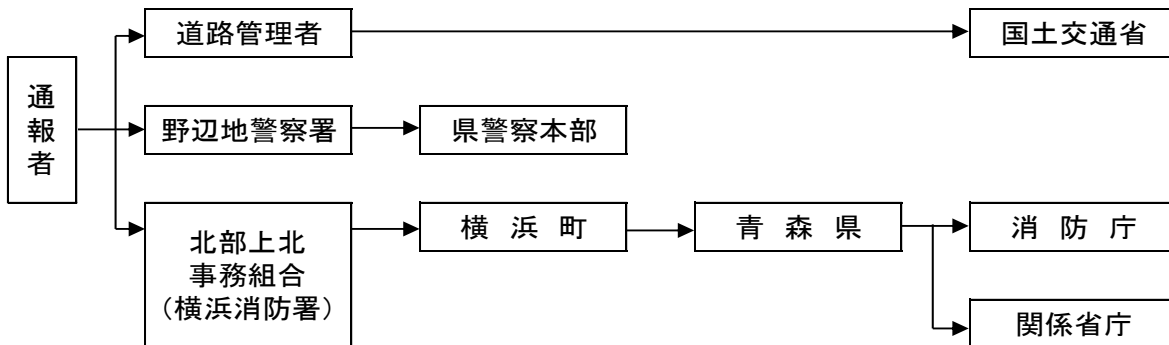 道路管理者
国土交通省
通報者
野辺地警察署
県警察本部
北部上北
事務組合
（横浜消防署）
横浜町
青森県
消防庁
関係省庁